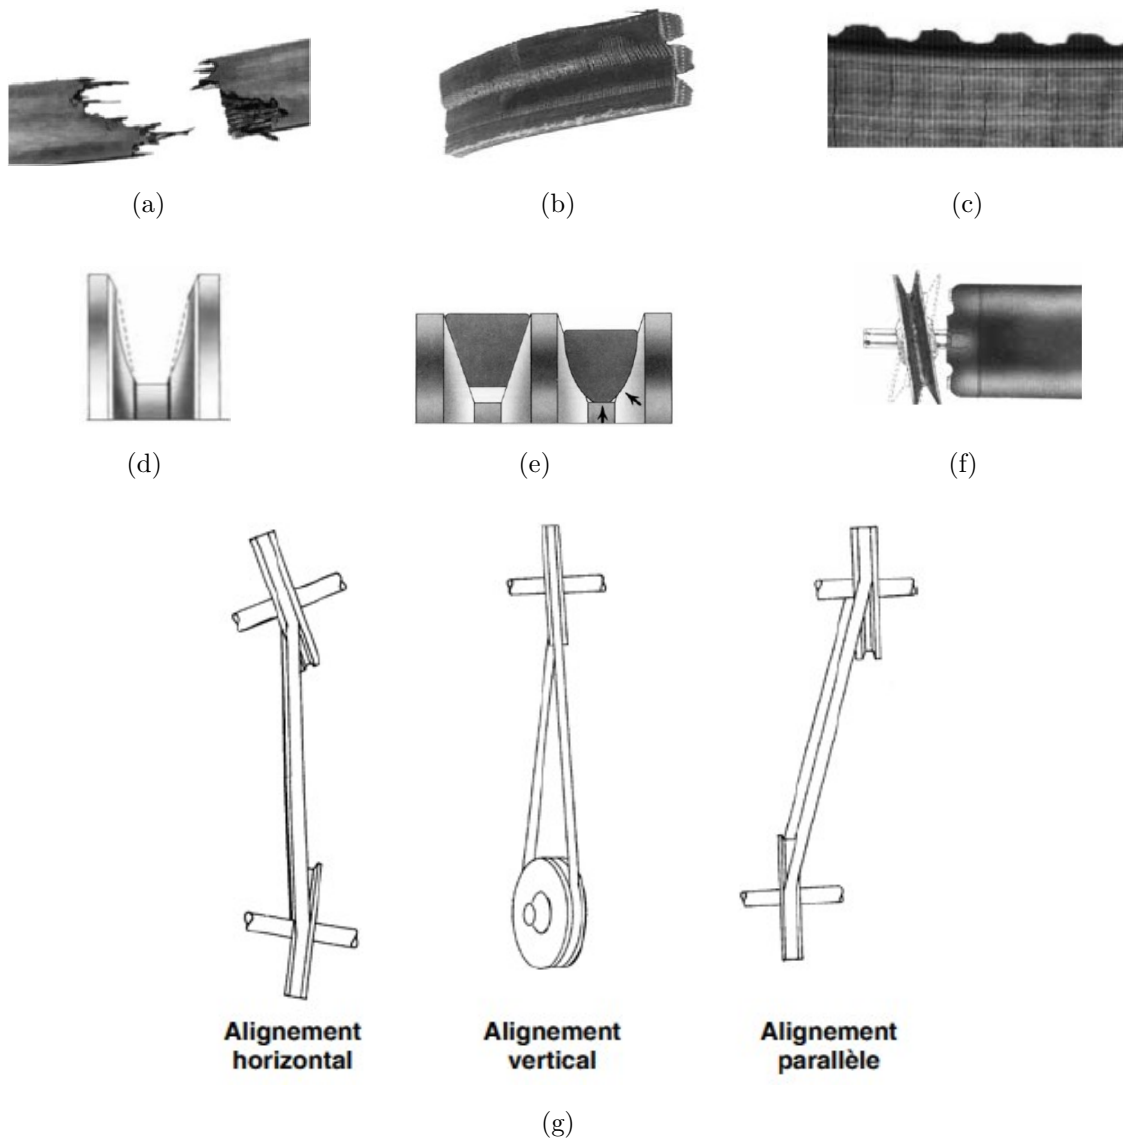 (a)
(b)
(c)
(d)
(e)
(f)
Alignement
horizontal
Alignement
vertical
Alignement
parallèle
(g)